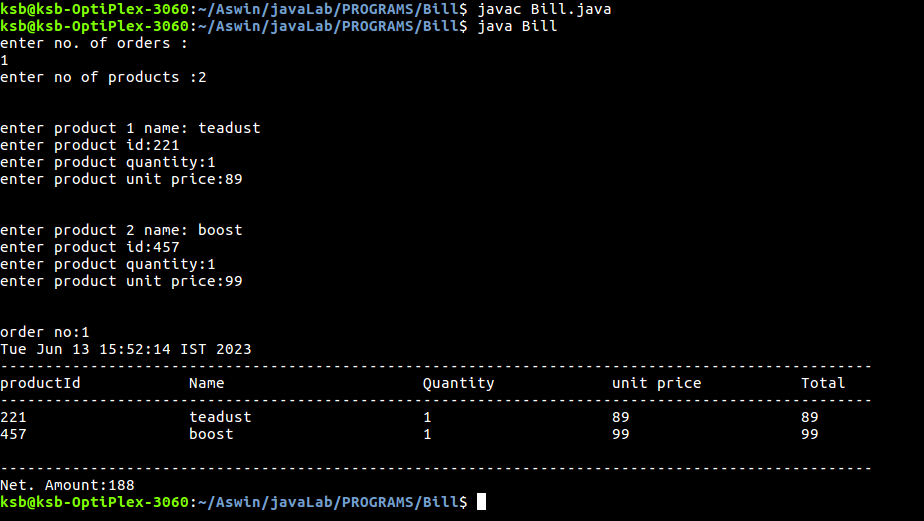 ksb@ksb-OptiPlex-3060:~/Aswin/javaLab/PROGRAMS/Bill$ javac Bill.java
ksb@ksb-OptiPlex-3060:~/Aswin/javaLab/PROGRAMS/Bill$ java Bill
enter no. of orders :
1
enter no of products :2
enter product 1 name: teadust
enter product id:221
enter product quantity:1
enter product unit price:89
enter product 2 name: boost
enter product id:457
enter product quantity:1
enter product unit price:99
order no:1
Tue Jun 13 15:52:14 IST 2023
-------------------------------------------------------------------------------------------------
productId            Name                      Quantity             unit price           Total
-------------------------------------------------------------------------------------------------
221                  teadust                   1                    89                   89
457                  boost                     1                    99                   99
-------------------------------------------------------------------------------------------------
Net. Amount:188
ksb@ksb-OptiPlex-3060:~/Aswin/javaLab/PROGRAMS/Bill$